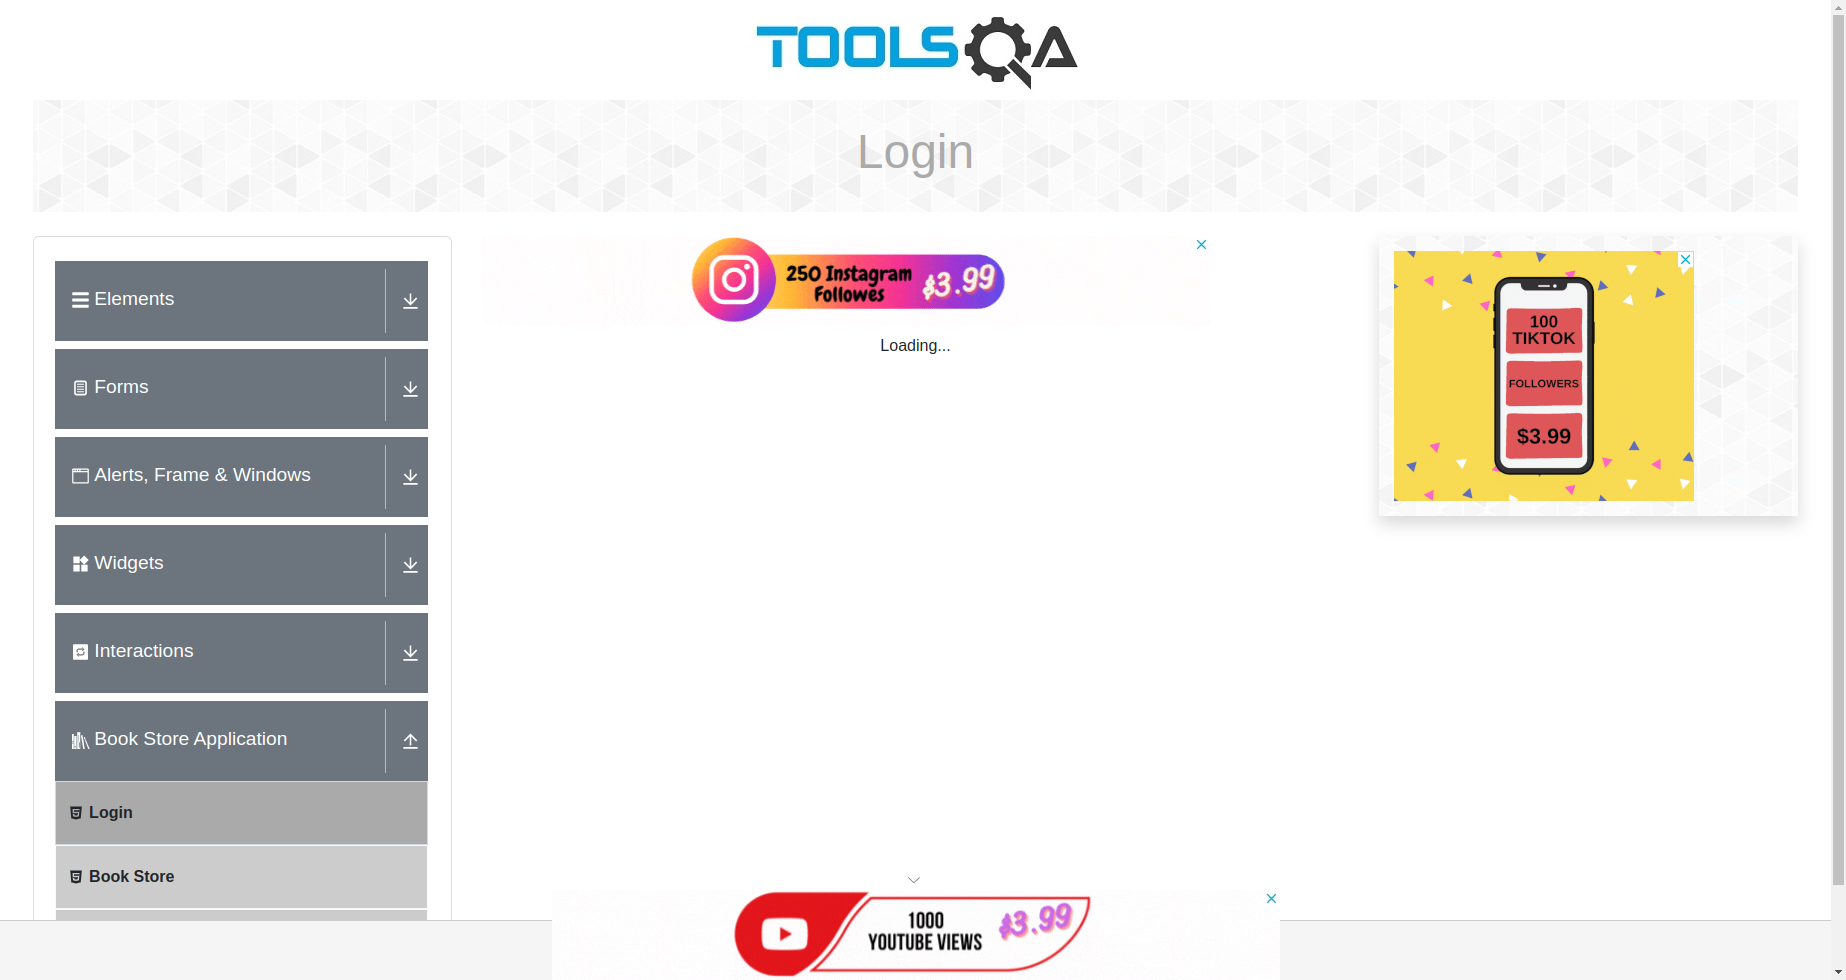 TOOLSQA
Login
Elements
Forms
Alerts, Frame & Windows
Widgets
Interactions
Book Store Application
Login
Book Store
250 Instagram
Followes
$3.99
Loading...
100
TIKTOK
FOLLOWERS
$3.99
1000
YOUTUBE VIEWS
$3.99